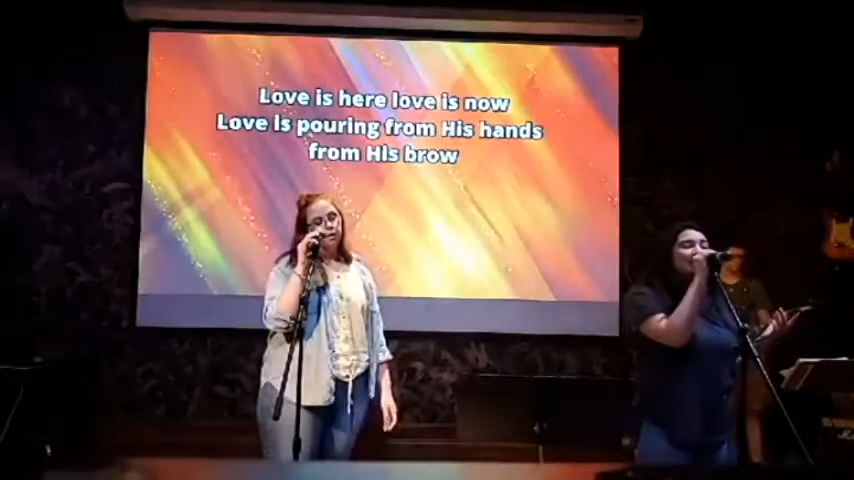 Love is here love is now
Love is pouring from His hands
from His brow